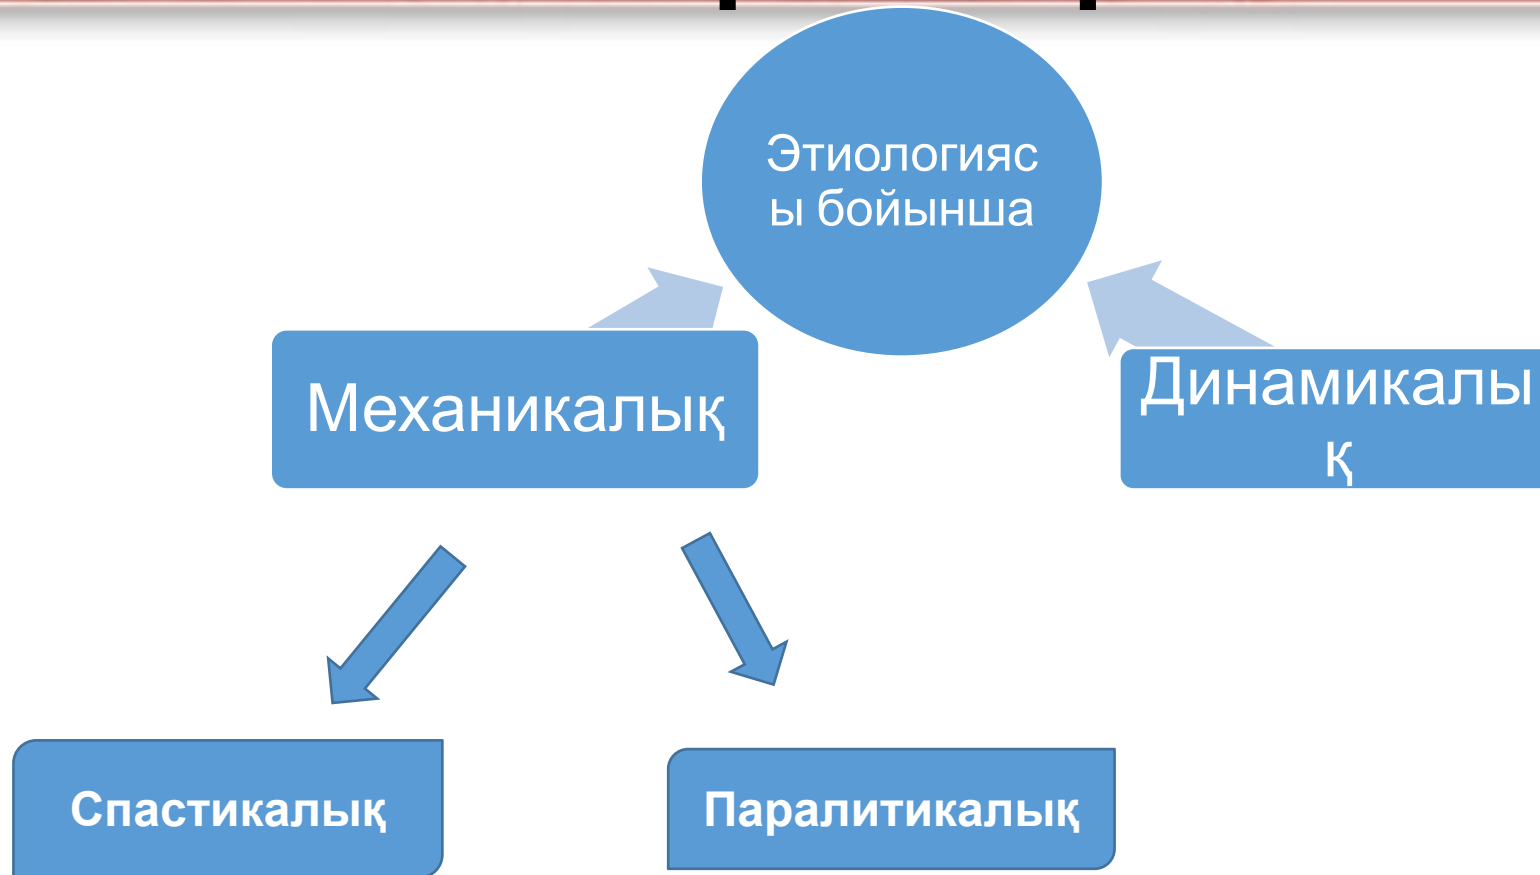 Этиологияс
ы бойынша
Механикалық
Динамикалы
қ
Спастикалық
Паралитикалық